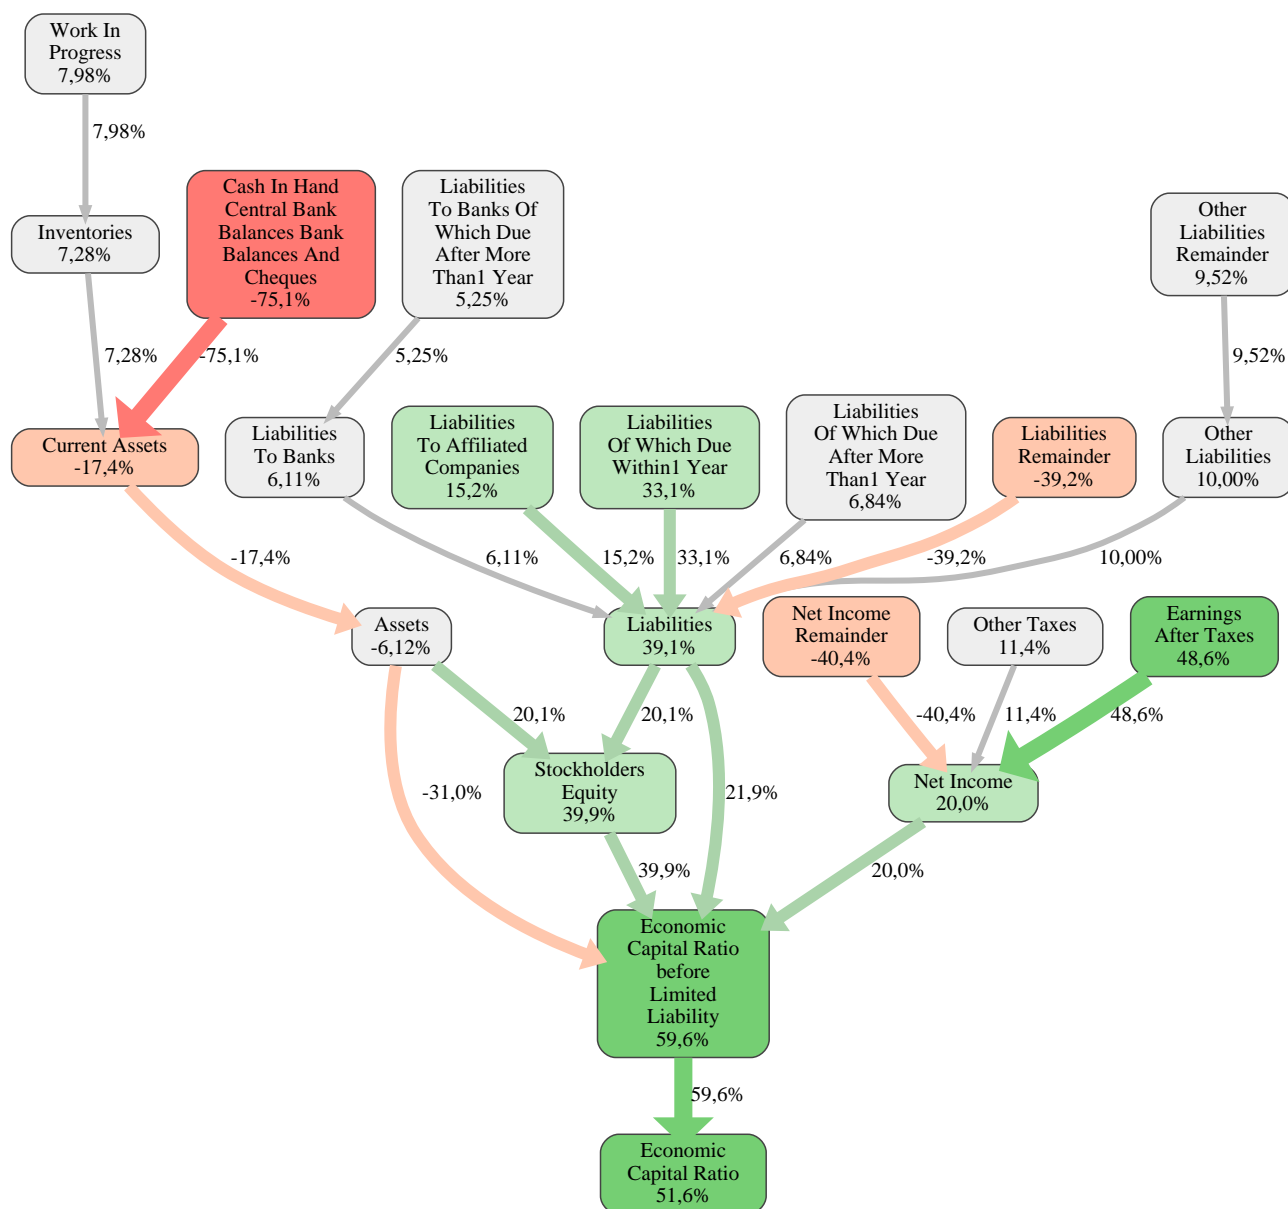 Work In
Progress
7,98%
7,98%
Inventories
7,28%
Cash In Hand
Central Bank
Balances Bank
Balances And
Cheques
-75,1%
Liabilities
To Banks Of
Which Due
After More
Than1 Year
5,25%
Other
Liabilities
Remainder
9,52%
7,28%
-75,1%
5,25%
9,52%
Current Assets
-17,4%
Liabilities
To Banks
6,11%
Liabilities
To Affiliated
Companies
15,2%
Liabilities
Of Which Due
Within1 Year
33,1%
Liabilities
Of Which Due
After More
Than1 Year
6,84%
Liabilities
Remainder
-39,2%
Other
Liabilities
10,00%
-17,4%
6,11%
15,2%
33,1%
6,84%
-39,2%
10,00%
Assets
-6,12%
Liabilities
39,1%
Net Income
Remainder
-40,4%
Other Taxes
11,4%
Earnings
After Taxes
48,6%
20,1%
20,1%
-40,4%
11,4%
48,6%
Stockholders
Equity
39,9%
Net Income
20,0%
-31,0%
21,9%
39,9%
20,0%
Economic
Capital Ratio
before
Limited
Liability
59,6%
59,6%
Economic
Capital Ratio
51,6%